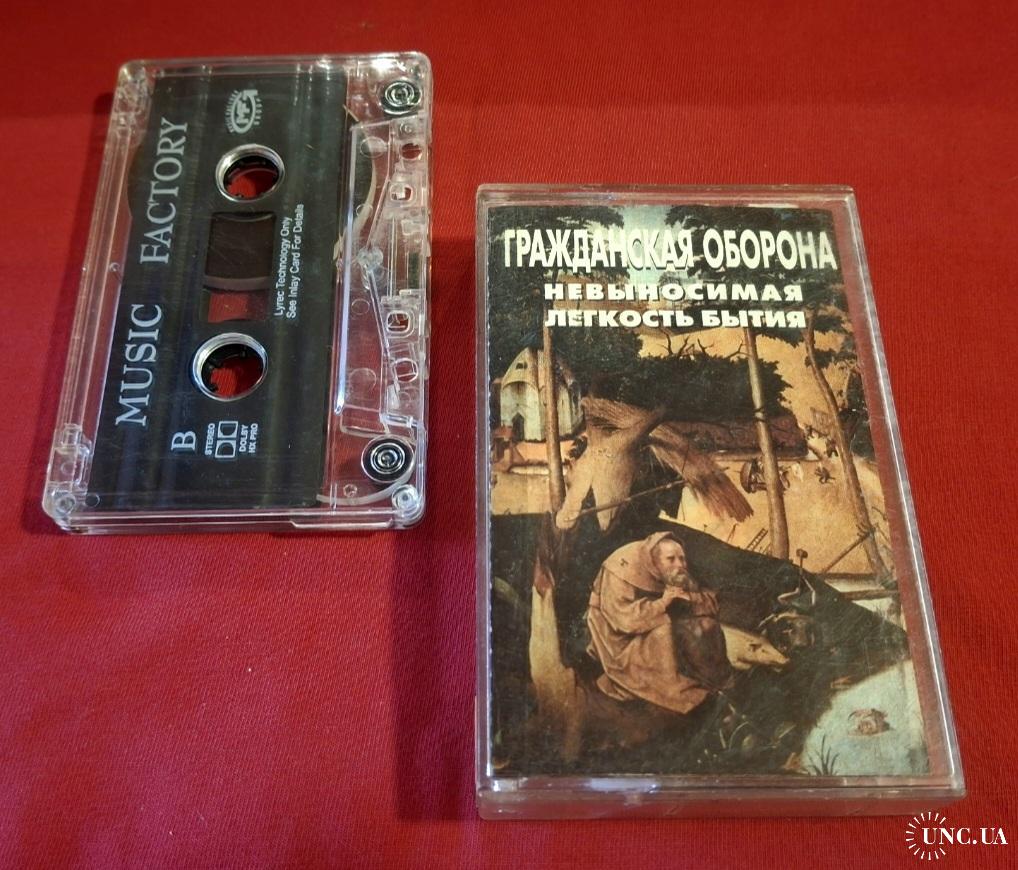 MUSIC FACTORY
B
STEREO
DOLBY
HX PRO
Lyrec Technology Only
See Inlay Card For Details
ГРАЖДАНСКАЯ ОБОРОНА
НЕВЫНОСИМАЯ
ЛЕГКОСТЬ БЫТИЯ
UNC.UA